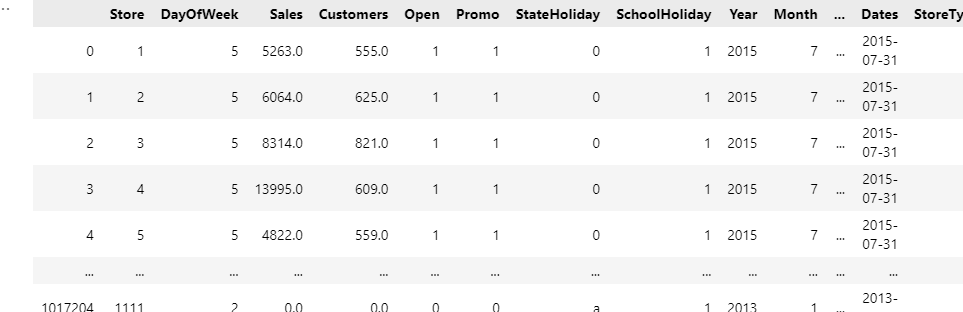 ..
Store DayOfWeek Sales Customers Open Promo StateHoliday SchoolHoliday Year Month ... Dates StoreTy
0 1 5 5263.0 555.0 1 1 0 1 2015 7 ... 2015-
07-31
1 2 5 6064.0 625.0 1 1 0 1 2015 7 ... 2015-
07-31
2 3 5 8314.0 821.0 1 1 0 1 2015 7 ... 2015-
07-31
3 4 5 13995.0 609.0 1 1 0 1 2015 7 ... 2015-
07-31
4 5 5 4822.0 559.0 1 1 0 1 2015 7 ... 2015-
07-31
... ... ... ... ... ... ... ... ... ... ... ... ...
1017204 1111 2 0.0 0.0 0 0 a 1 2013 1 ... 2013-